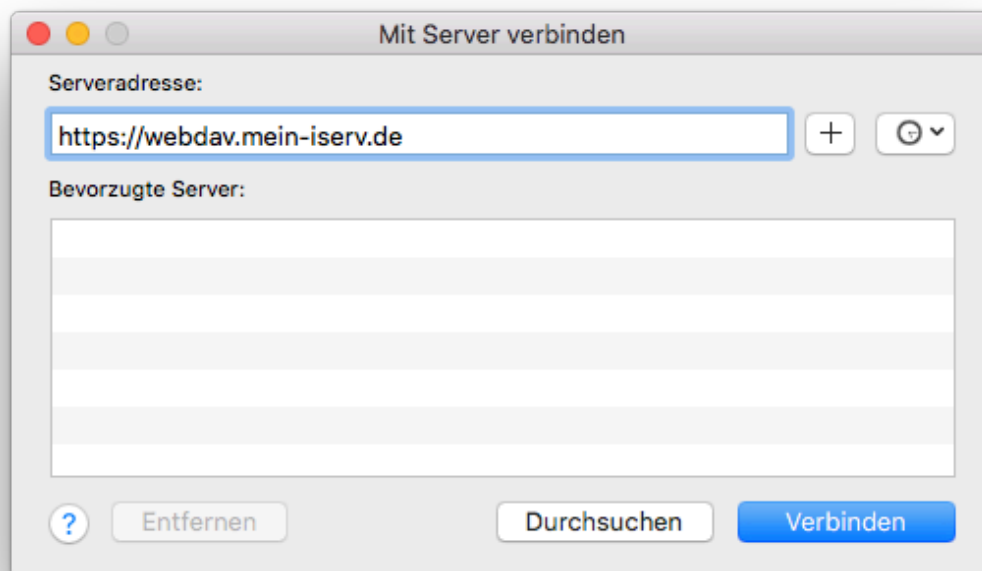 Mit Server verbinden
Serveradresse:
https://webdav.mein-iserv.de
Bevorzugte Server:
? Entfernen Durchsuchen Verbinden